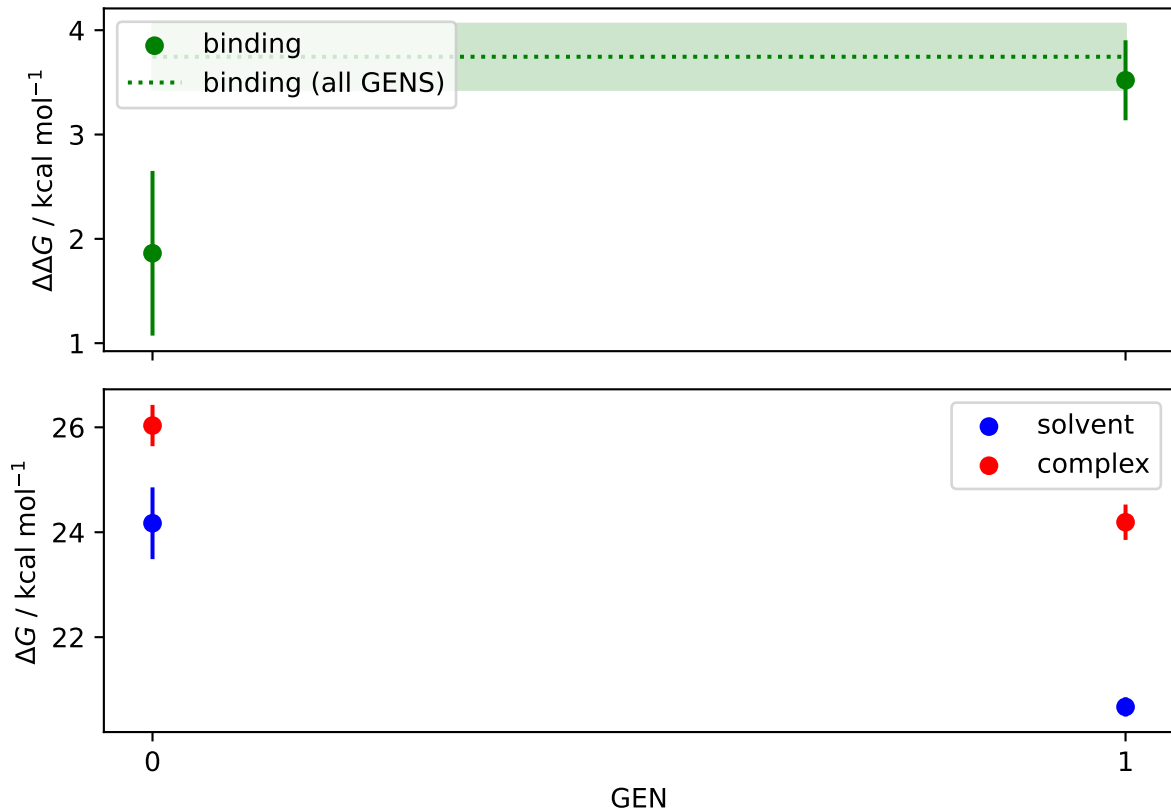 4
3
2
1
ΔΔG / kcal mol⁻¹
binding
binding (all GENS)
26
24
22
ΔG / kcal mol⁻¹
solvent
complex
0
1
GEN